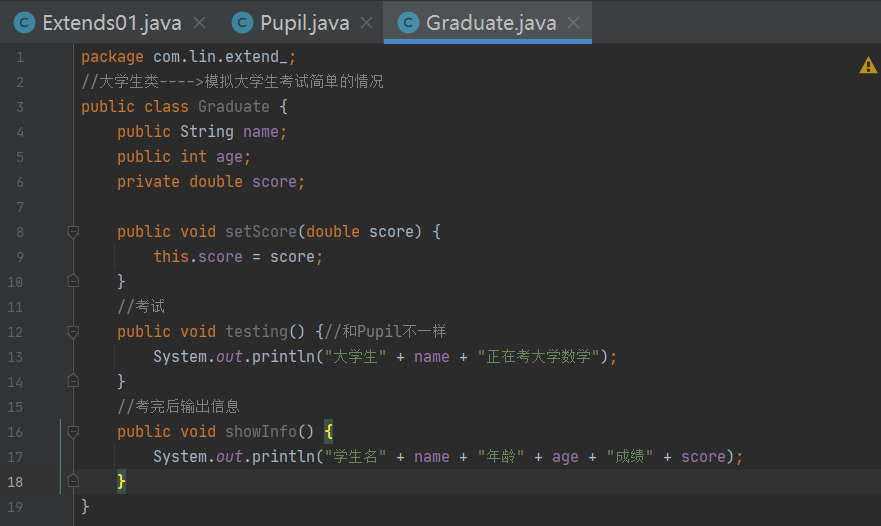 Extends01.java × Pupil.java × Graduate.java ×
1 package com.lin.extend_;
2 //大学生类---->模拟大学生考试简单的情况
3 public class Graduate {
4     public String name;
5     public int age;
6     private double score;
7
8     public void setScore(double score) {
9         this.score = score;
10     }
11     //考试
12     public void testing() {//和Pupil不一样
13         System.out.println("大学生" + name + "正在考大学数学");
14     }
15     //考完后输出信息
16     public void showInfo() {
17         System.out.println("学生名" + name + "年龄" + age + "成绩" + score);
18     }
19 }